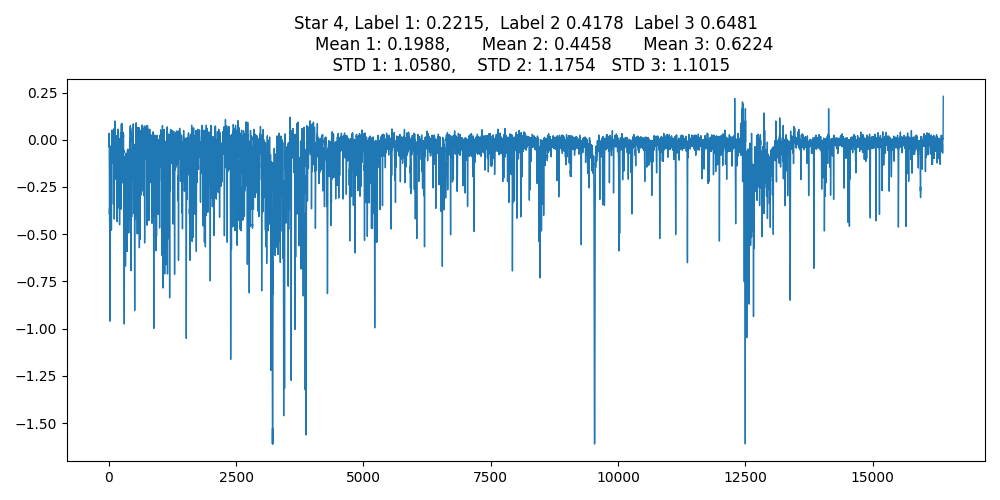 Star 4, Label 1: 0.2215,  Label 2 0.4178  Label 3 0.6481
Mean 1: 0.1988,      Mean 2: 0.4458      Mean 3: 0.6224
STD 1: 1.0580,    STD 2: 1.1754   STD 3: 1.1015
0.25
0.00
−0.25
−0.50
−0.75
−1.00
−1.25
−1.50
0 2500 5000 7500 10000 12500 15000